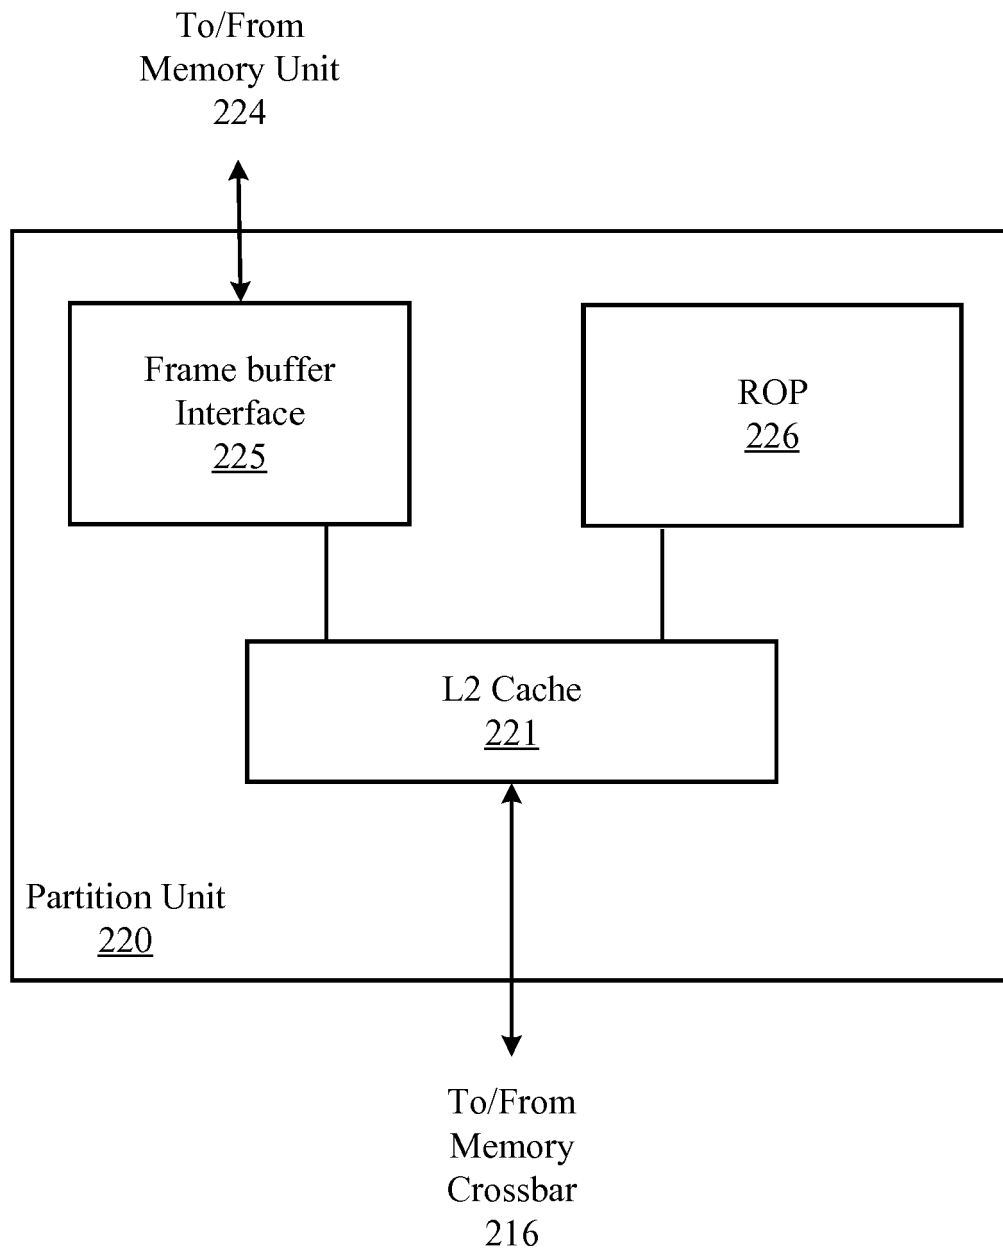 To/From
Memory Unit
224
Frame buffer
Interface
225
ROP
226
L2 Cache
221
Partition Unit
220
To/From
Memory
Crossbar
216